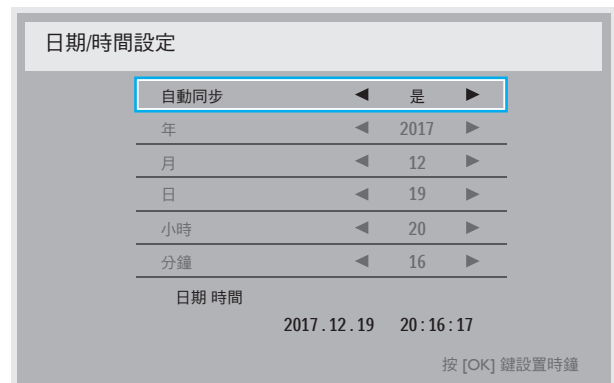 日期/時間設定
自動同步 ◀ 是 ▶
年 ◀ 2017 ▶
月 ◀ 12 ▶
日 ◀ 19 ▶
小時 ◀ 20 ▶
分鐘 ◀ 16 ▶
日期 時間
2017 . 12 . 19 20 : 16 : 17
按 [OK] 鍵設置時鐘